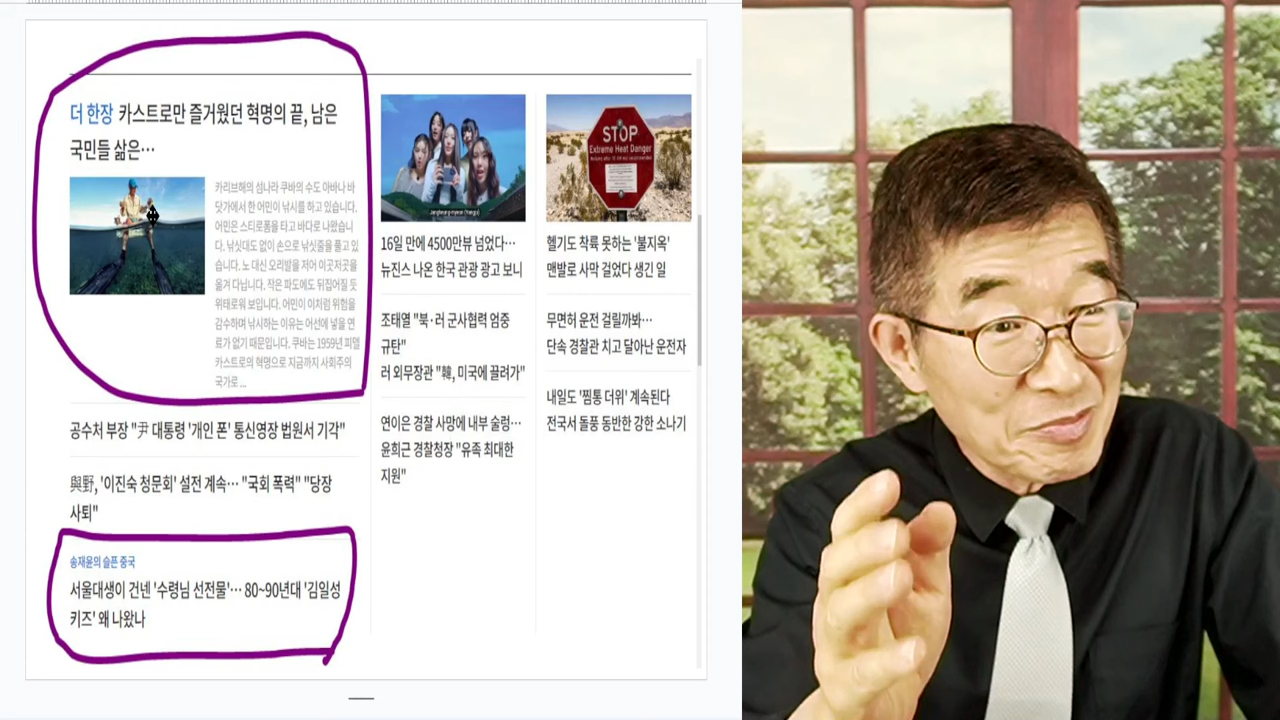 더 한장 카스트로만 즐거웠던 혁명의 끝, 남은
국민들 삶은…
카리브해의 섬나라 쿠바의 수도 아바나 바
닷가에서 한 어민이 낚시를 하고 있습니다.
어민은 스티로폼을 타고 바다로 나왔습니
다. 낚싯대도 없이 손으로 낚싯줄을 풀고 있
습니다. 노 대신 오리발을 저어 이곳저곳을
옮겨 다닙니다. 작은 파도에도 뒤집어질 듯
위태로워 보입니다. 어민이 이처럼 위험을
감수하며 낚시하는 이유는 어선에 넣을 연
료가 없기 때문입니다. 쿠바는 1959년 피델
카스트로의 혁명으로 지금까지 사회주의
국가로 ...
공수처 부장 "尹 대통령 '개인 폰' 통신영장 법원서 기각"
與野, '이진숙 청문회' 설전 계속… "국회 폭력" "당장
사퇴"
송재윤의 슬픈 중국
서울대생이 건넨 '수령님 선전물'… 80~90년대 '김일성
키즈' 왜 나왔나
16일 만에 4500만뷰 넘었다…
뉴진스 나온 한국 관광 광고 보니
조태열 "북·러 군사협력 엄중
규탄"
러 외무장관 "韓, 미국에 끌려가"
연이은 경찰 사망에 내부 술렁…
윤희근 경찰청장 "유족 최대한
지원"
STOP
Extreme Heat Danger
헬기도 착륙 못하는 '불지옥'
맨발로 사막 걸었다 생긴 일
무면허 운전 걸릴까봐…
단속 경찰관 치고 달아난 운전자
내일도 '찜통 더위' 계속된다
전국서 돌풍 동반한 강한 소나기